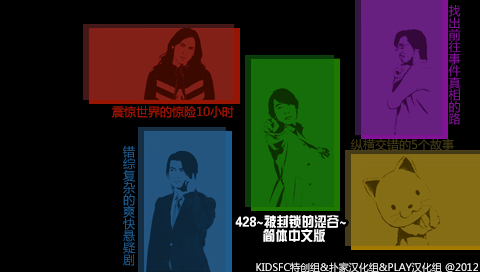 找出前往事件真相的路
震惊世界的惊险10小时
纵横交错的5个故事
错综复杂的爽快悬疑剧
428~被封锁的涩谷~
简体中文版
KIDSFC特创组&扑家汉化组&PLAY汉化组 @2012